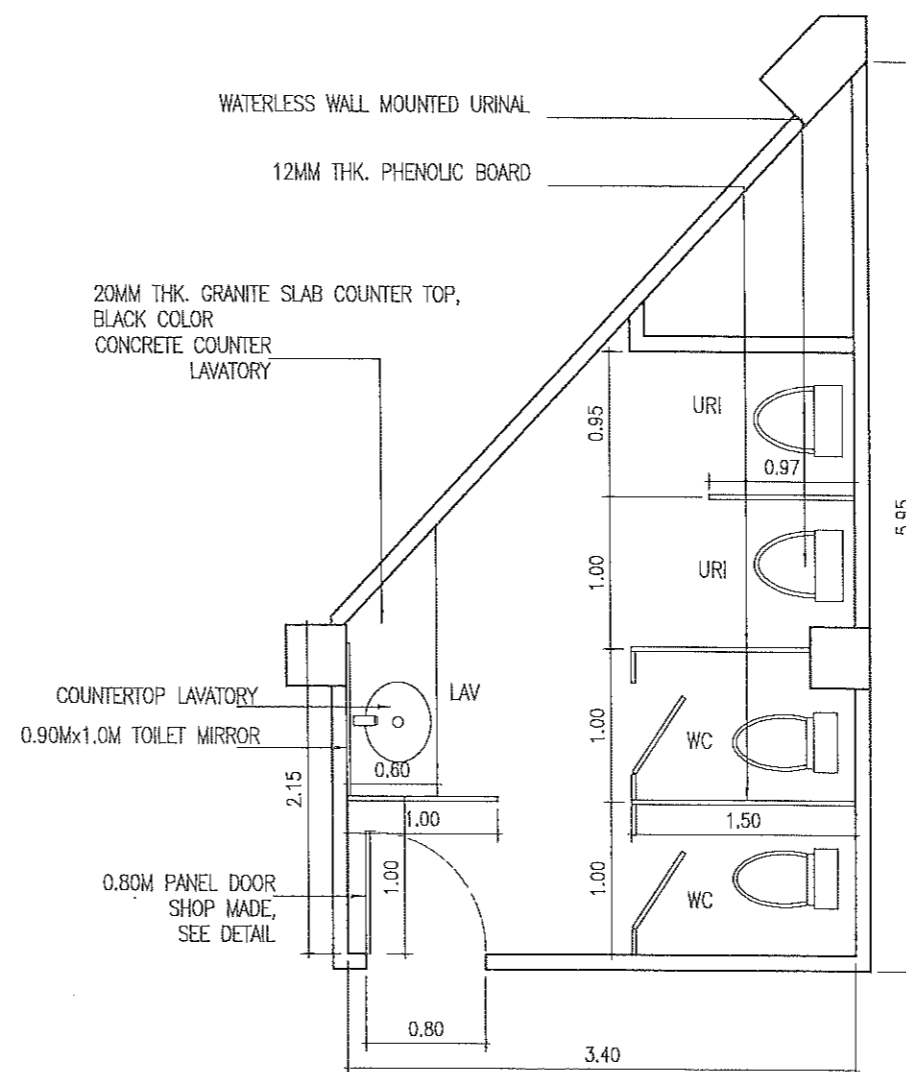 WATERLESS WALL MOUNTED URINAL
12MM THK. PHENOLIC BOARD
20MM THK. GRANITE SLAB COUNTER TOP,
BLACK COLOR
CONCRETE COUNTER
LAVATORY
URI
0.95
0.97
5.95
URI
1.00
COUNTERTOP LAVATORY
LAV
0.90Mx1.0M TOILET MIRROR
WC
1.00
0.60
2.15
1.00
1.50
0.80M PANEL DOOR
SHOP MADE,
SEE DETAIL
1.00
1.00
WC
0.80
3.40